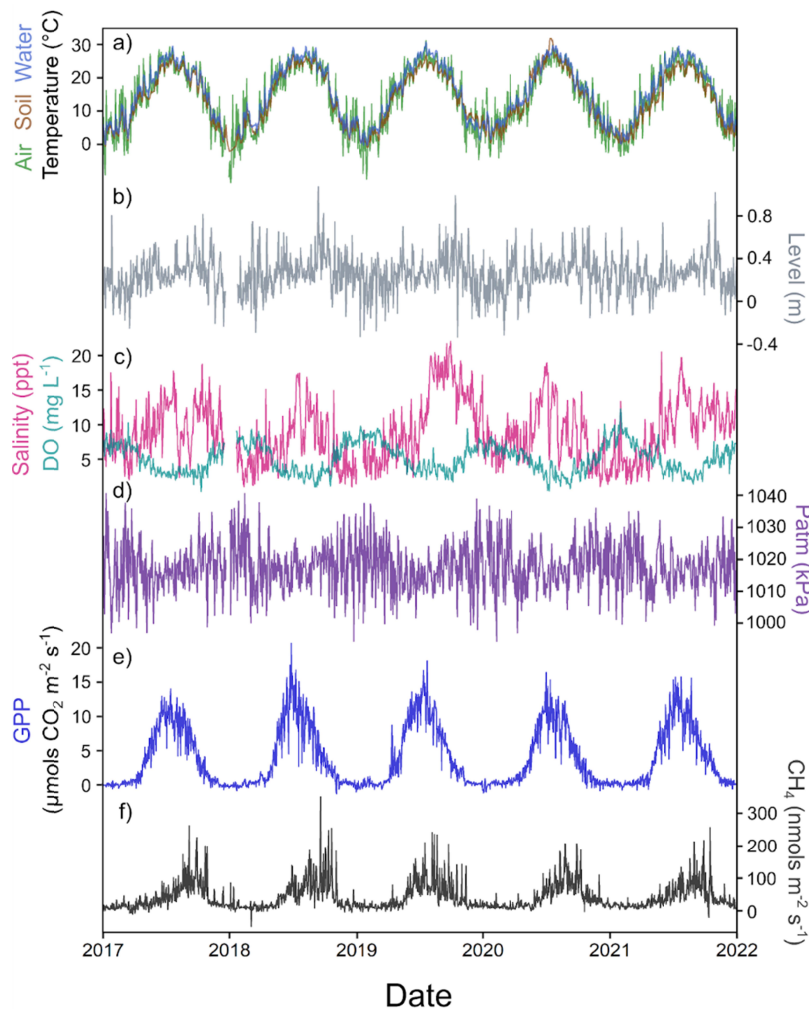 a)
30
20
10
0
Air Soil Water
Temperature (°C)
b)
0.8
0.4
0
-0.4
Level (m)
c)
20
15
10
5
Salinity (ppt)
DO (mg L⁻¹)
d)
1040
1030
1020
1010
1000
Patm (kPa)
e)
20
15
10
5
0
GPP
(µmols CO₂ m⁻² s⁻¹)
f)
300
200
100
0
CH₄ (nmols m⁻² s⁻¹)
2017 2018 2019 2020 2021 2022
Date